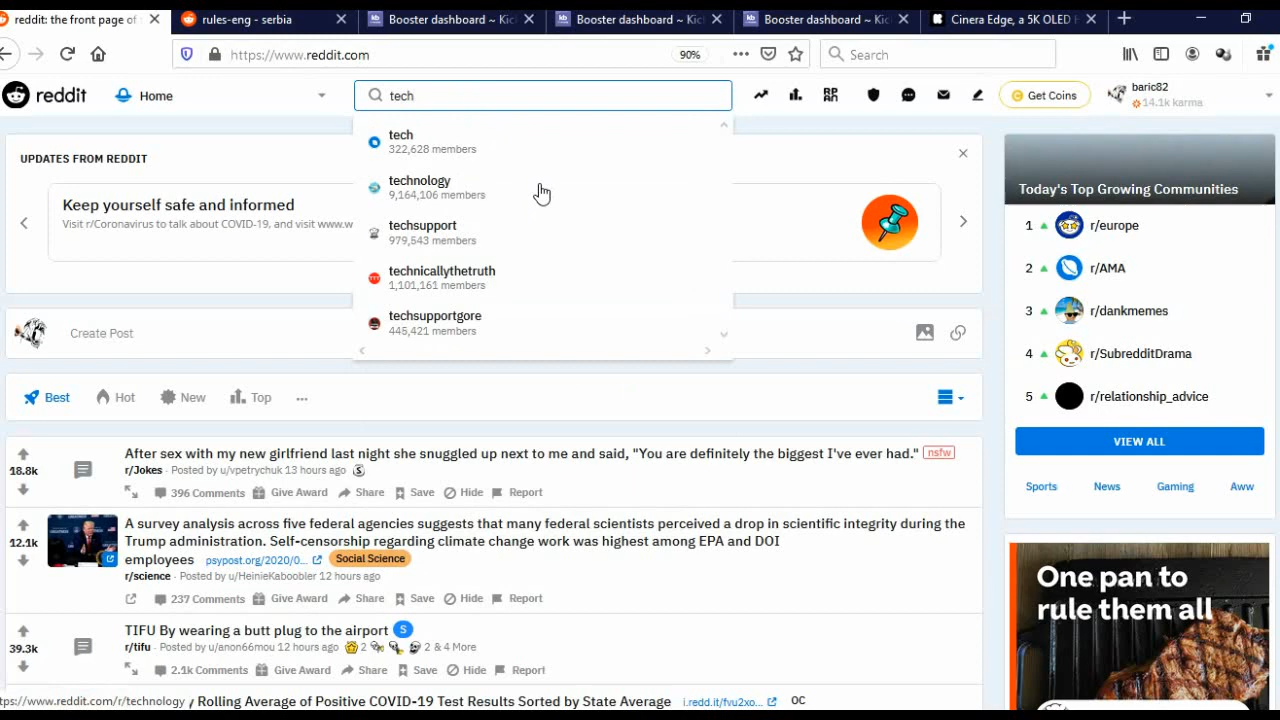 reddit: the front page of
rules-eng - serbia
Booster dashboard ~ Kic
Booster dashboard ~ Kic
Booster dashboard ~ Kic
Cinera Edge, a 5K OLED H
https://www.reddit.com
90%
Search
reddit
Home
tech
Get Coins
baric82
14.1k karma
tech
322,628 members
technology
9,164,106 members
techsupport
979,543 members
technicallythetruth
1,101,161 members
techsupportgore
445,421 members
UPDATES FROM REDDIT
Keep yourself safe and informed
Visit r/Coronavirus to talk about COVID-19, and visit www.w
Create Post
Best
Hot
New
Top
Today's Top Growing Communities
1 r/europe
2 r/AMA
3 r/dankmemes
4 r/SubredditDrama
5 r/relationship_advice
VIEW ALL
Sports News Gaming Aww
18.8k
After sex with my new girlfriend last night she snuggled up next to me and said, "You are definitely the biggest I've ever had." nsfw
r/Jokes · Posted by u/vpetrychuk 13 hours ago
396 Comments Give Award Share Save Hide Report
12.1k
A survey analysis across five federal agencies suggests that many federal scientists perceived a drop in scientific integrity during the
Trump administration. Self-censorship regarding climate change work was highest among EPA and DOI
employees psypost.org/2020/0... Social Science
r/science · Posted by u/HeinieKaboobler 12 hours ago
237 Comments Give Award Share Save Hide Report
39.3k
TIFU By wearing a butt plug to the airport S
r/tifu · Posted by u/anon66mou 12 hours ago 2 2 & 4 More
2.1k Comments Give Award Share Save Hide Report
tps://www.reddit.com/r/technology
y Rolling Average of Positive COVID-19 Test Results Sorted by State Average i.redd.it/fvu2xo... OC
One pan to
rule them all